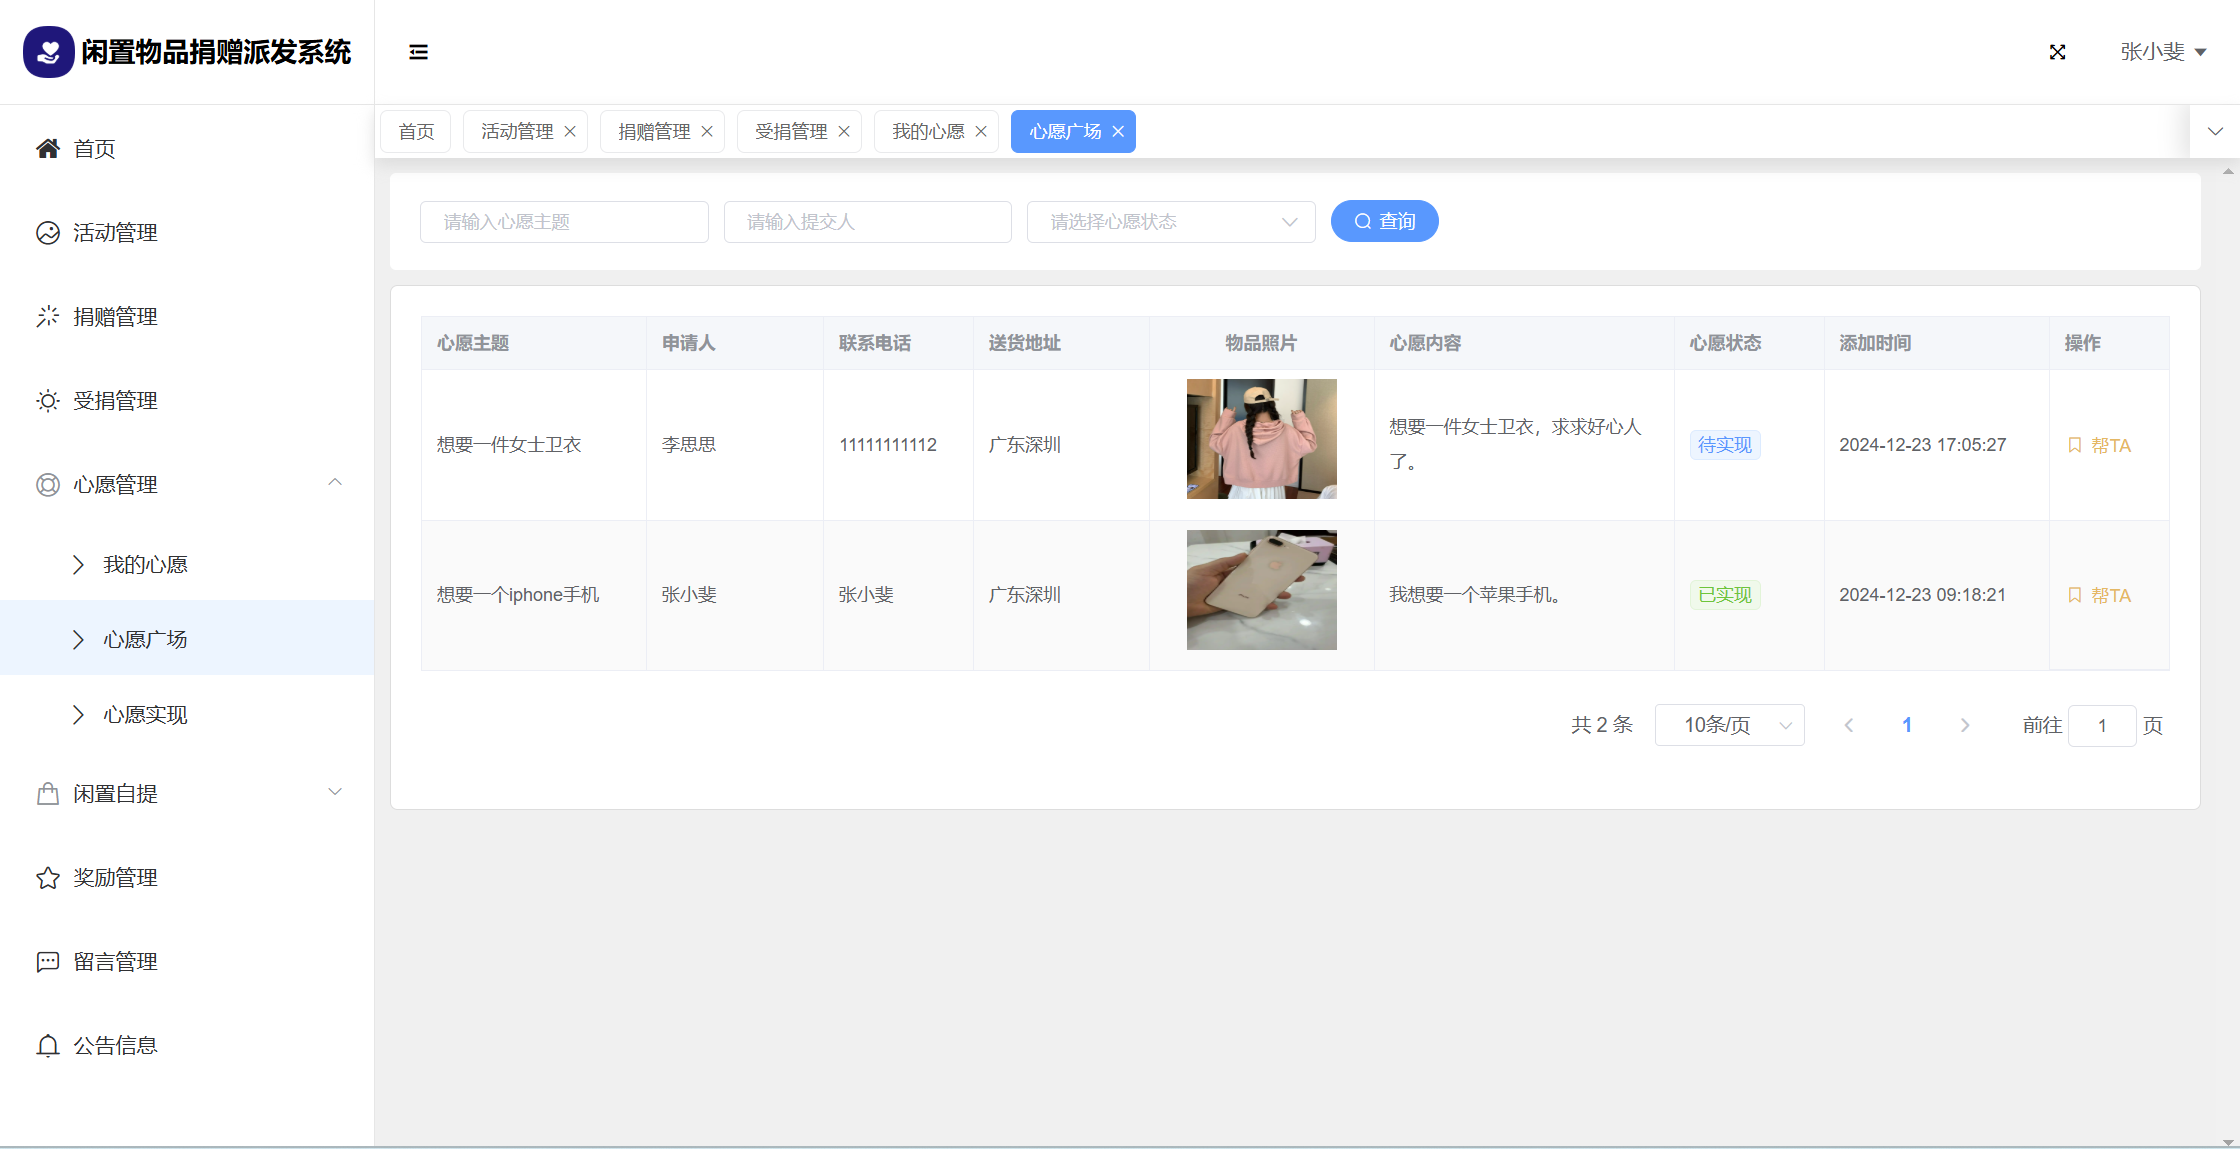 闲置物品捐赠派发系统
张小斐
首页
活动管理
捐赠管理
受捐管理
我的心愿
心愿广场
首页
活动管理
捐赠管理
受捐管理
心愿管理
我的心愿
心愿广场
心愿实现
闲置自提
奖励管理
留言管理
公告信息
请输入心愿主题
请输入提交人
请选择心愿状态
查询
心愿主题 申请人 联系电话 送货地址 物品照片 心愿内容 心愿状态 添加时间 操作
想要一件女士卫衣 李思思 11111111112 广东深圳 想要一件女士卫衣，求求好心人
了。 待实现 2024-12-23 17:05:27 帮TA
想要一个iphone手机 张小斐 张小斐 广东深圳 我想要一个苹果手机。 已实现 2024-12-23 09:18:21 帮TA
共 2 条 10条/页 1 前往 1 页